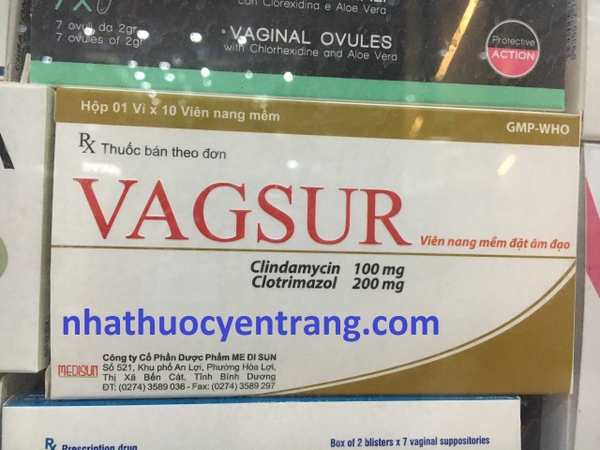 con Clorexidina e Aloe Vera
7 ovuli da 2gr
7 ovules of 2gr
VAGINAL OVULES
with Chlorhexidine and Aloe Vera
Protective
ACTION
Hộp 01 Vỉ x 10 Viên nang mềm
GMP-WHO
Rx Thuốc bán theo đơn
VAGSUR
Viên nang mềm đặt âm đạo
Clindamycin 100 mg
Clotrimazol 200 mg
nhathuocyentrang.com
MEDISUN
Công ty Cổ Phần Dược Phẩm ME DI SUN
Số 521, Khu phố An Lợi, Phường Hòa Lợi,
Thị Xã Bến Cát, Tỉnh Bình Dương
ĐT: (0274) 3589 036 - Fax: (0274) 3589 297
Rx Prescription drug
Box of 2 blisters x 7 vaginal suppositories